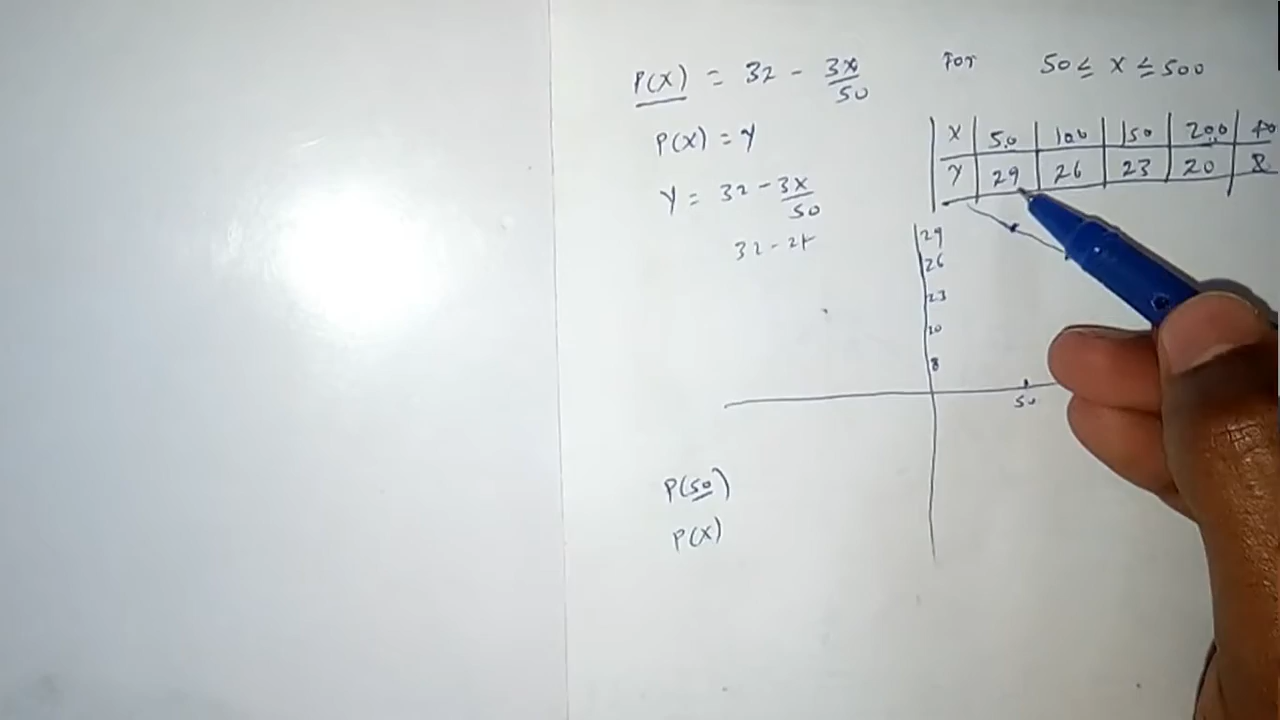 P(X) = 32 - 3x/50 For 50 ≤ x ≤ 500
P(X) = Y
X 50 100 150 200
Y 29 26 23 20 8
Y = 32 - 3X/50
32 - 24
29
26
23
20
8
50
P(50)
P(X)